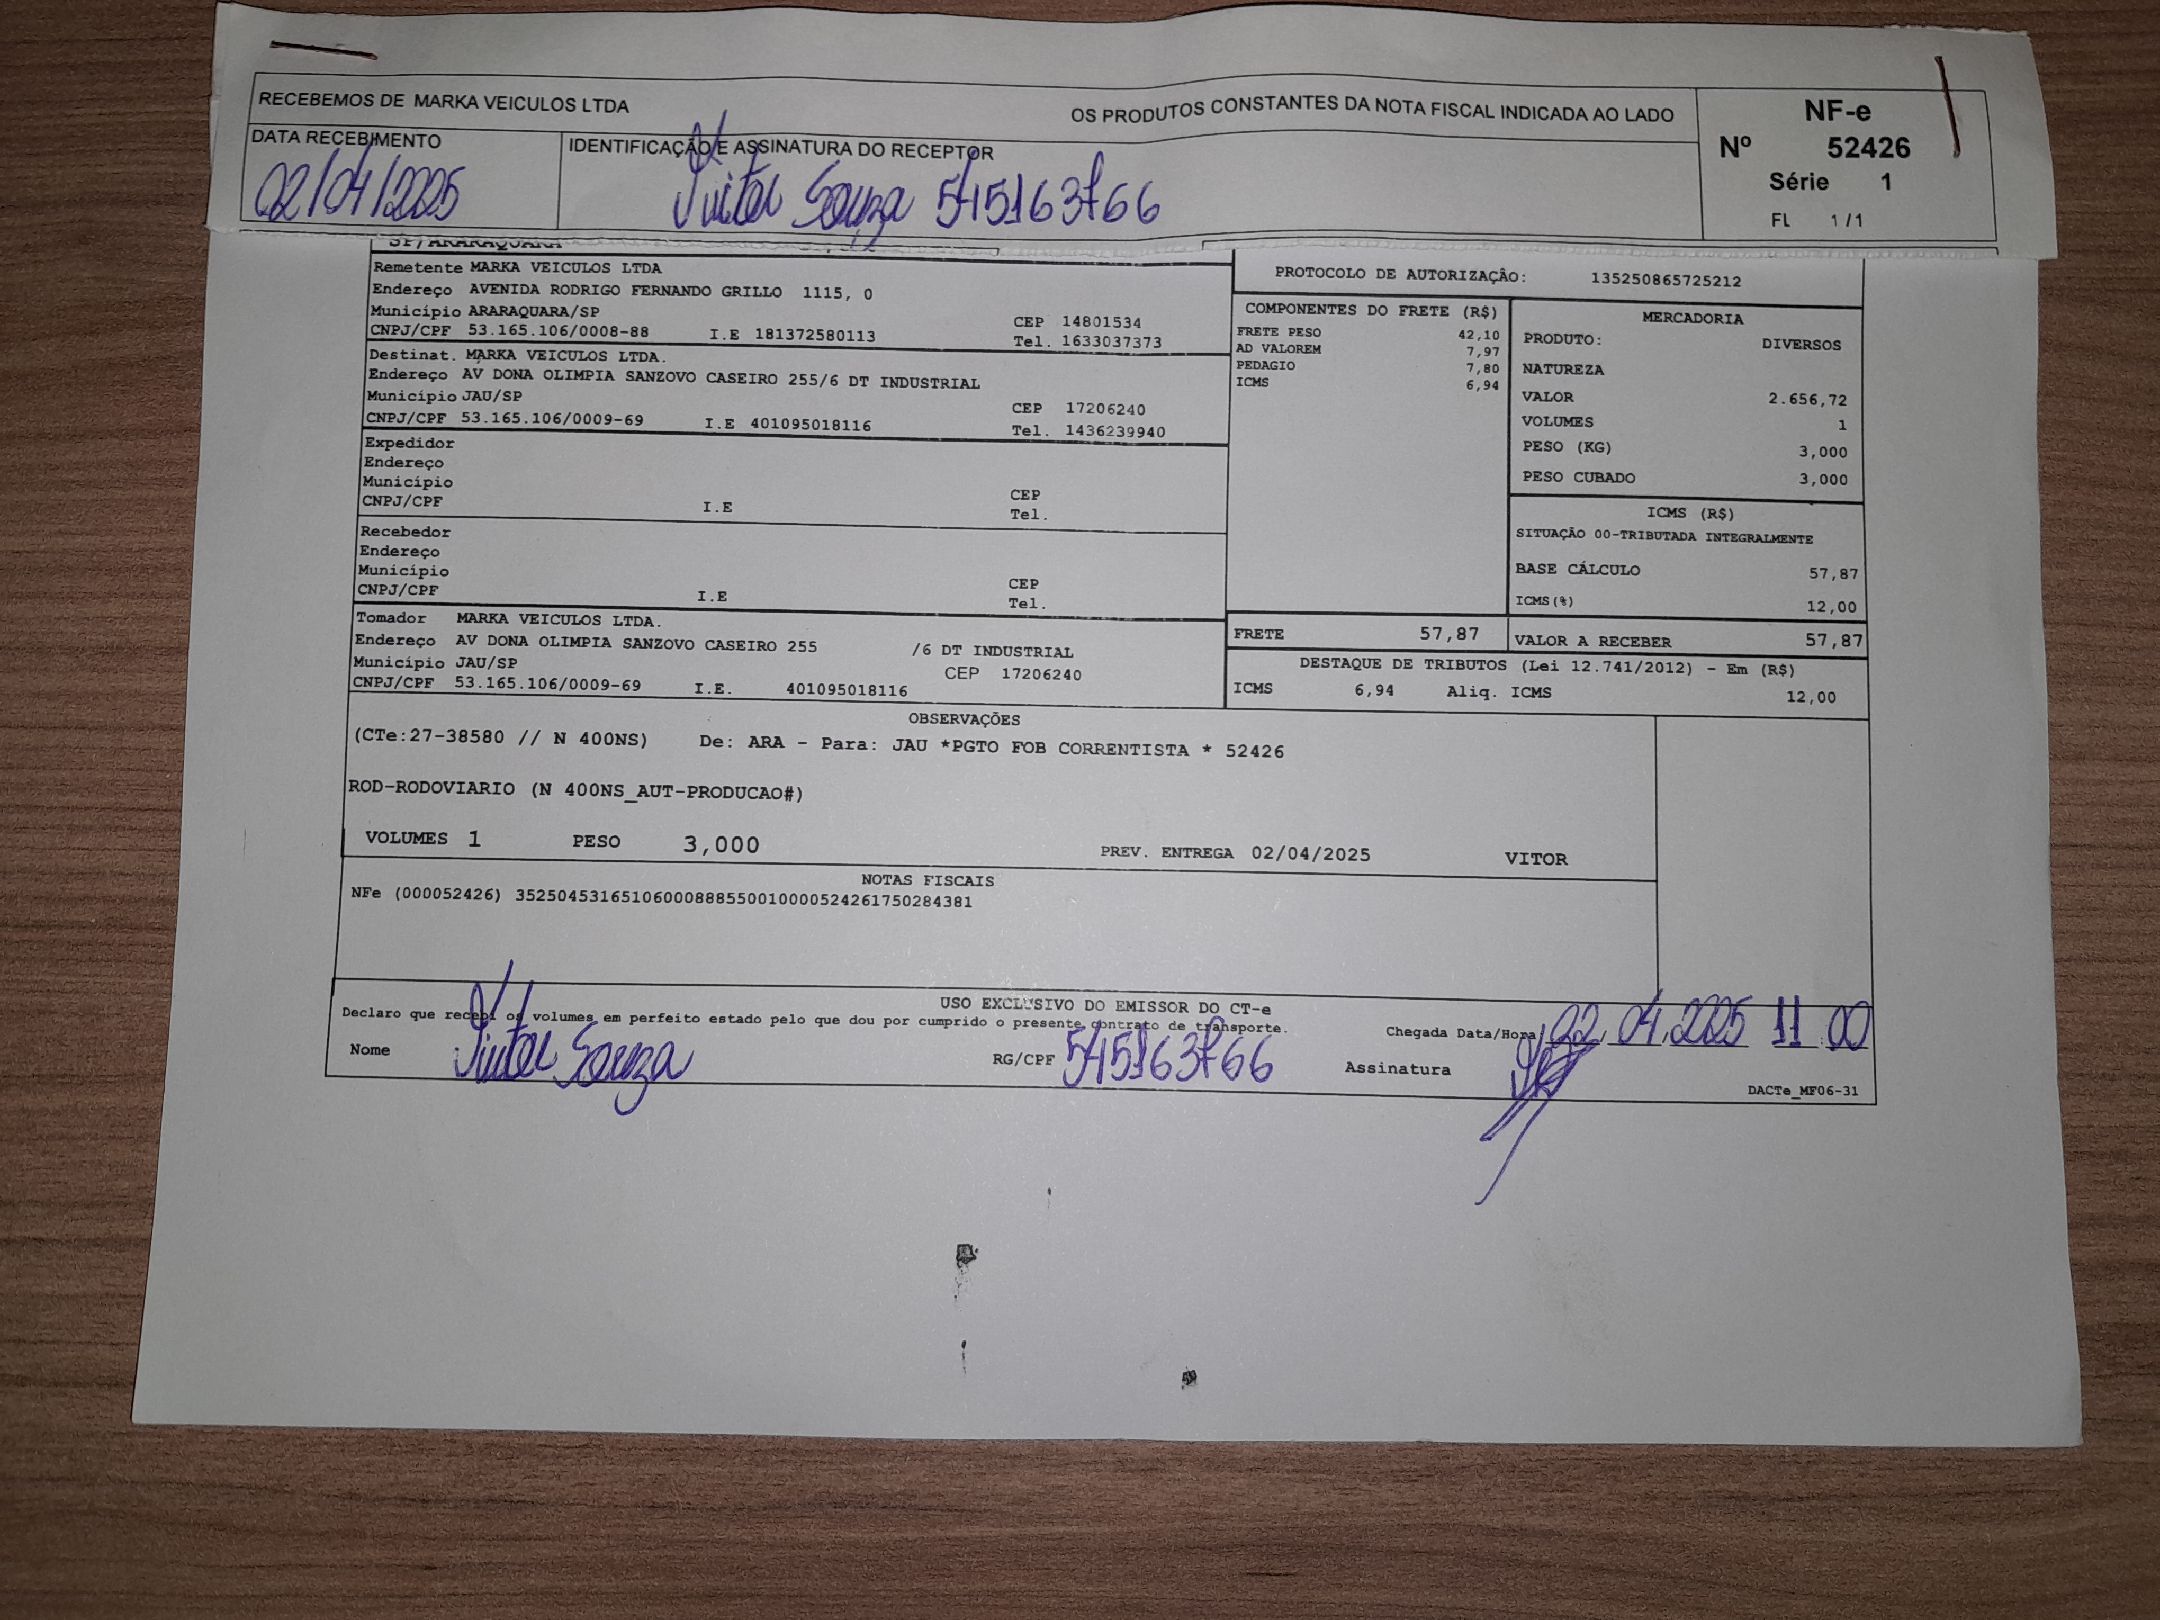 RECEBEMOS DE MARKA VEICULOS LTDA OS PRODUTOS CONSTANTES DA NOTA FISCAL INDICADA AO LADO
NF-e
Nº 52426
Série 1
FL 1 / 1
DATA RECEBIMENTO
02/04/2025
IDENTIFICAÇÃO E ASSINATURA DO RECEPTOR
Souza 545163766
SP/ARARAQUARA
Remetente MARKA VEICULOS LTDA
Endereço AVENIDA RODRIGO FERNANDO GRILLO 1115, 0
Município ARARAQUARA/SP CEP 14801534
CNPJ/CPF 53.165.106/0008-88 I.E 181372580113 Tel. 1633037373
Destinat. MARKA VEICULOS LTDA.
Endereço AV DONA OLIMPIA SANZOVO CASEIRO 255/6 DT INDUSTRIAL
Município JAU/SP CEP 17206240
CNPJ/CPF 53.165.106/0009-69 I.E 401095018116 Tel. 1436239940
Expedidor
Endereço
Município CEP
CNPJ/CPF I.E Tel.
Recebedor
Endereço
Município CEP
CNPJ/CPF I.E Tel.
Tomador MARKA VEICULOS LTDA.
Endereço AV DONA OLIMPIA SANZOVO CASEIRO 255 /6 DT INDUSTRIAL
Município JAU/SP CEP 17206240
CNPJ/CPF 53.165.106/0009-69 I.E. 401095018116
PROTOCOLO DE AUTORIZAÇÃO: 135250865725212
COMPONENTES DO FRETE (R$)
FRETE PESO 42,10
AD VALOREM 7,97
PEDAGIO 7,80
ICMS 6,94
MERCADORIA
PRODUTO: DIVERSOS
NATUREZA
VALOR 2.656,72
VOLUMES 1
PESO (KG) 3,000
PESO CUBADO 3,000
ICMS (R$)
SITUAÇÃO 00-TRIBUTADA INTEGRALMENTE
BASE CÁLCULO 57,87
ICMS(%) 12,00
FRETE 57,87 VALOR A RECEBER 57,87
DESTAQUE DE TRIBUTOS (Lei 12.741/2012) - Em (R$)
ICMS 6,94 Aliq. ICMS 12,00
OBSERVAÇÕES
(CTe:27-38580 // N 400NS) De: ARA - Para: JAU *PGTO FOB CORRENTISTA * 52426
ROD-RODOVIARIO (N 400NS_AUT-PRODUCAO#)
VOLUMES 1 PESO 3,000 PREV. ENTREGA 02/04/2025 VITOR
NOTAS FISCAIS
NFe (000052426) 35250453165106000888550010000524261750284381
USO EXCLUSIVO DO EMISSOR DO CT-e
Declaro que recebi os volumes em perfeito estado pelo que dou por cumprido o presente contrato de transporte.
Chegada Data/Hora 02.04.2025 11 00
Nome Souza RG/CPF 545163766 Assinatura
DACTe_MF06-31